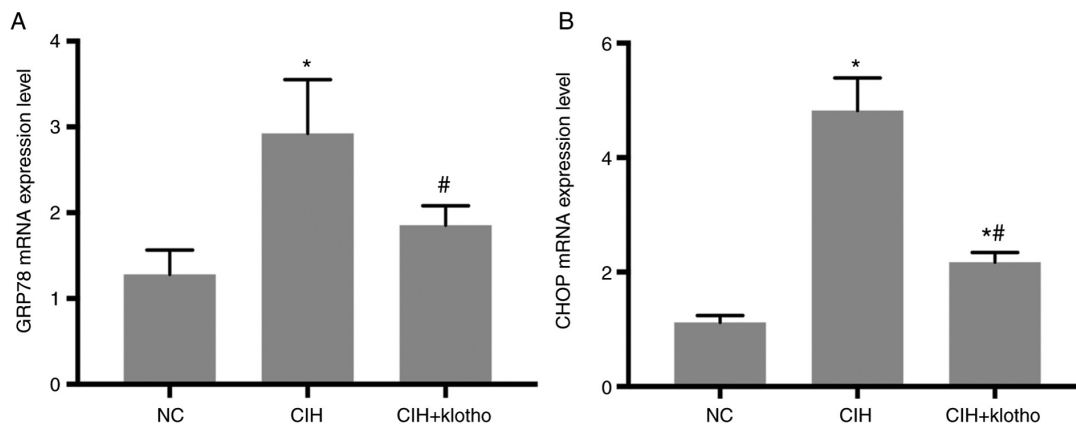 A
GRP78 mRNA expression level
4
3
2
1
0
*
#
NC
CIH
CIH+klotho
B
CHOP mRNA expression level
6
4
2
0
*
*#
NC
CIH
CIH+klotho